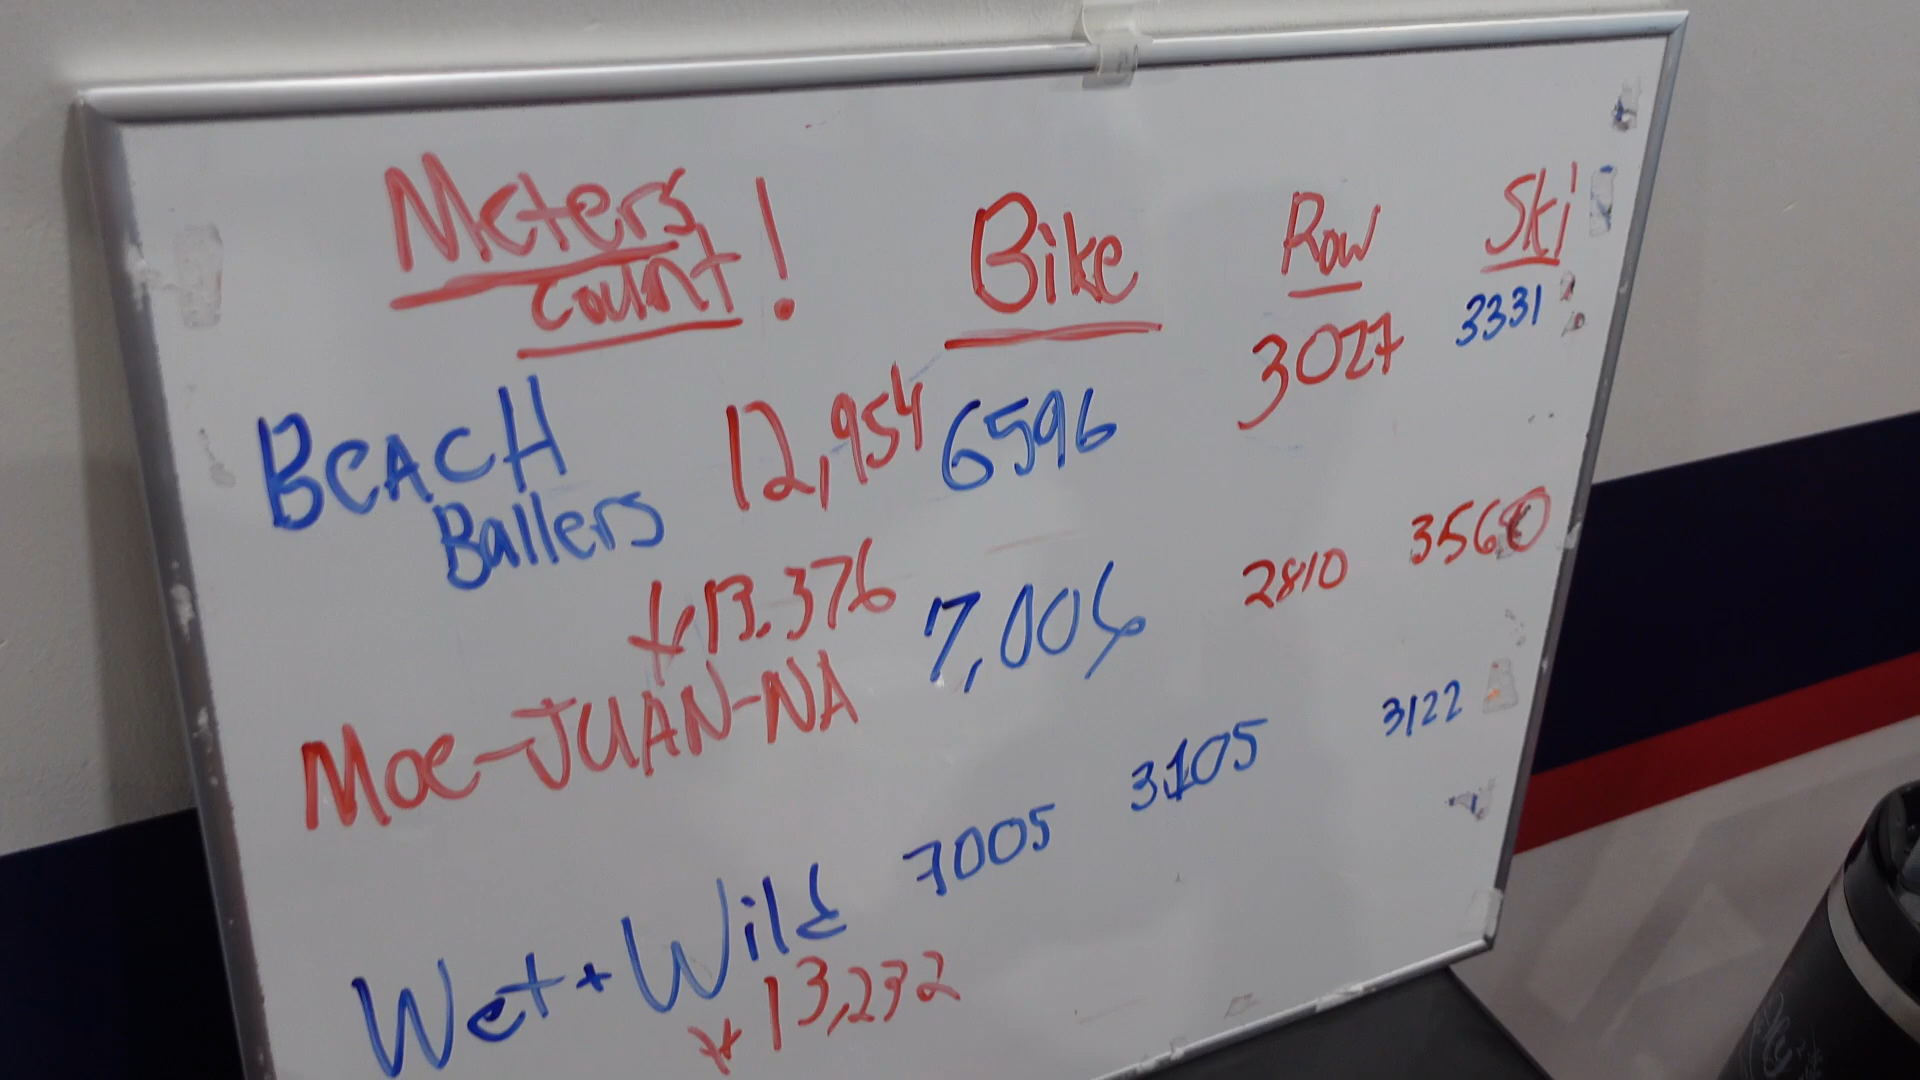 Meters Bike Row Ski
count!
3027 3331
BEACH 12,954 6596
Ballers
*13.376 7,006 2810 3560
Moe-JUAN-NA
Wet + Wild 7005 3105 3122
*13,232